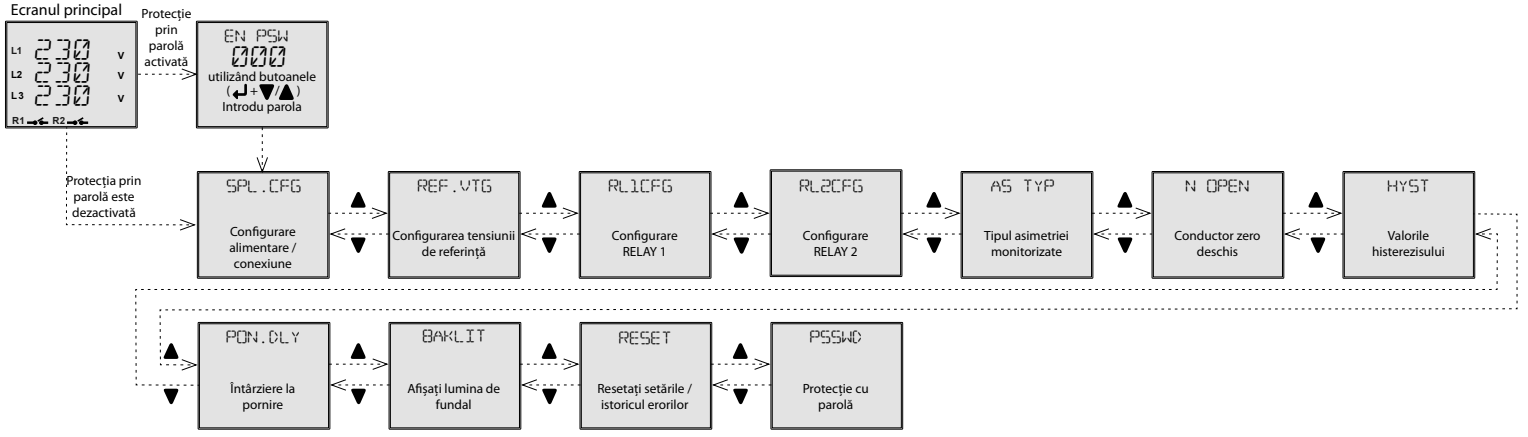 Ecranul principal
L1 230 V
L2 230 V
L3 230 V
R1 R2
Protecție
prin
parolă
activată
EN PSW
000
utilizând butoanele
(↵+▼/▲)
Introdu parola
Protecția prin
parolă este
dezactivată
SPL.CFG
Configurare
alimentare /
conexiune
REF.VTG
Configurarea tensiunii
de referință
RL1CFG
Configurare
RELAY 1
RL2CFG
Configurare
RELAY 2
AS TYP
Tipul asimetriei
monitorizate
N OPEN
Conductor zero
deschis
HYST
Valorile
histerezisului
PON.DLY
Întârziere la
pornire
BAKLIT
Afișați lumina de
fundal
RESET
Resetați setările /
istoricul erorilor
PSSWD
Protecție cu
parolă